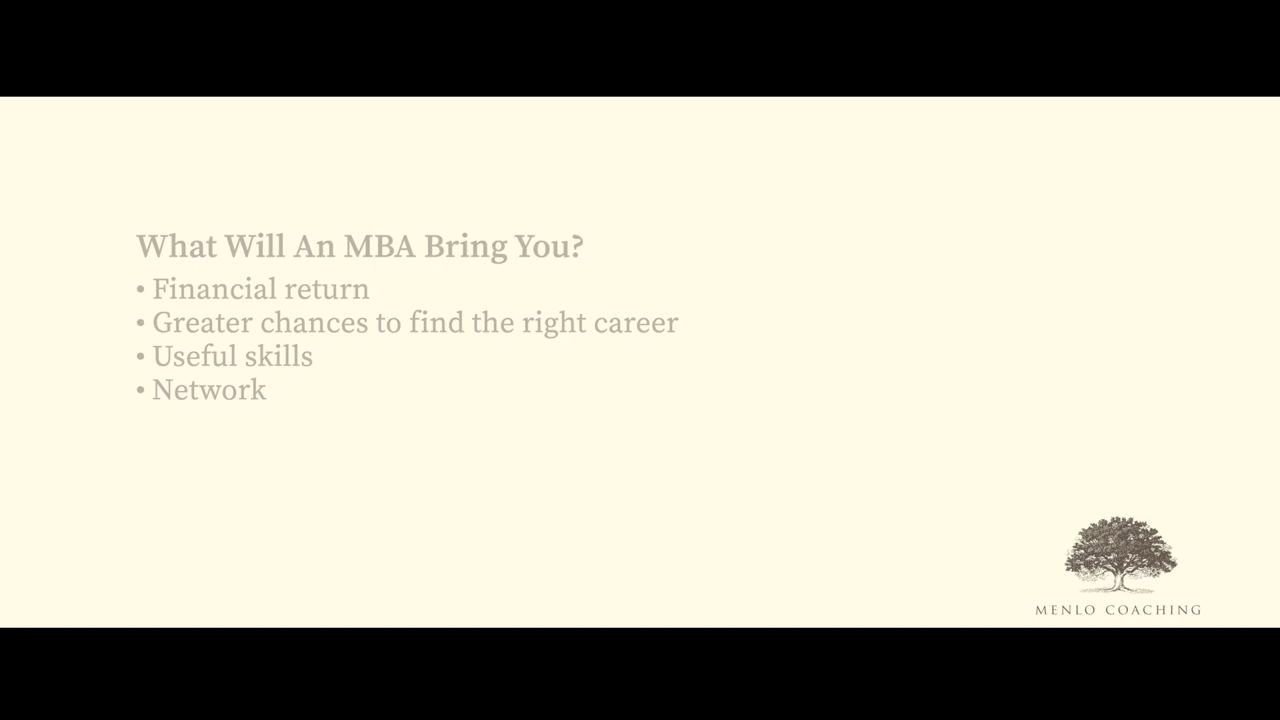 What Will An MBA Bring You?
• Financial return
• Greater chances to find the right career
• Useful skills
• Network
MENLO COACHING